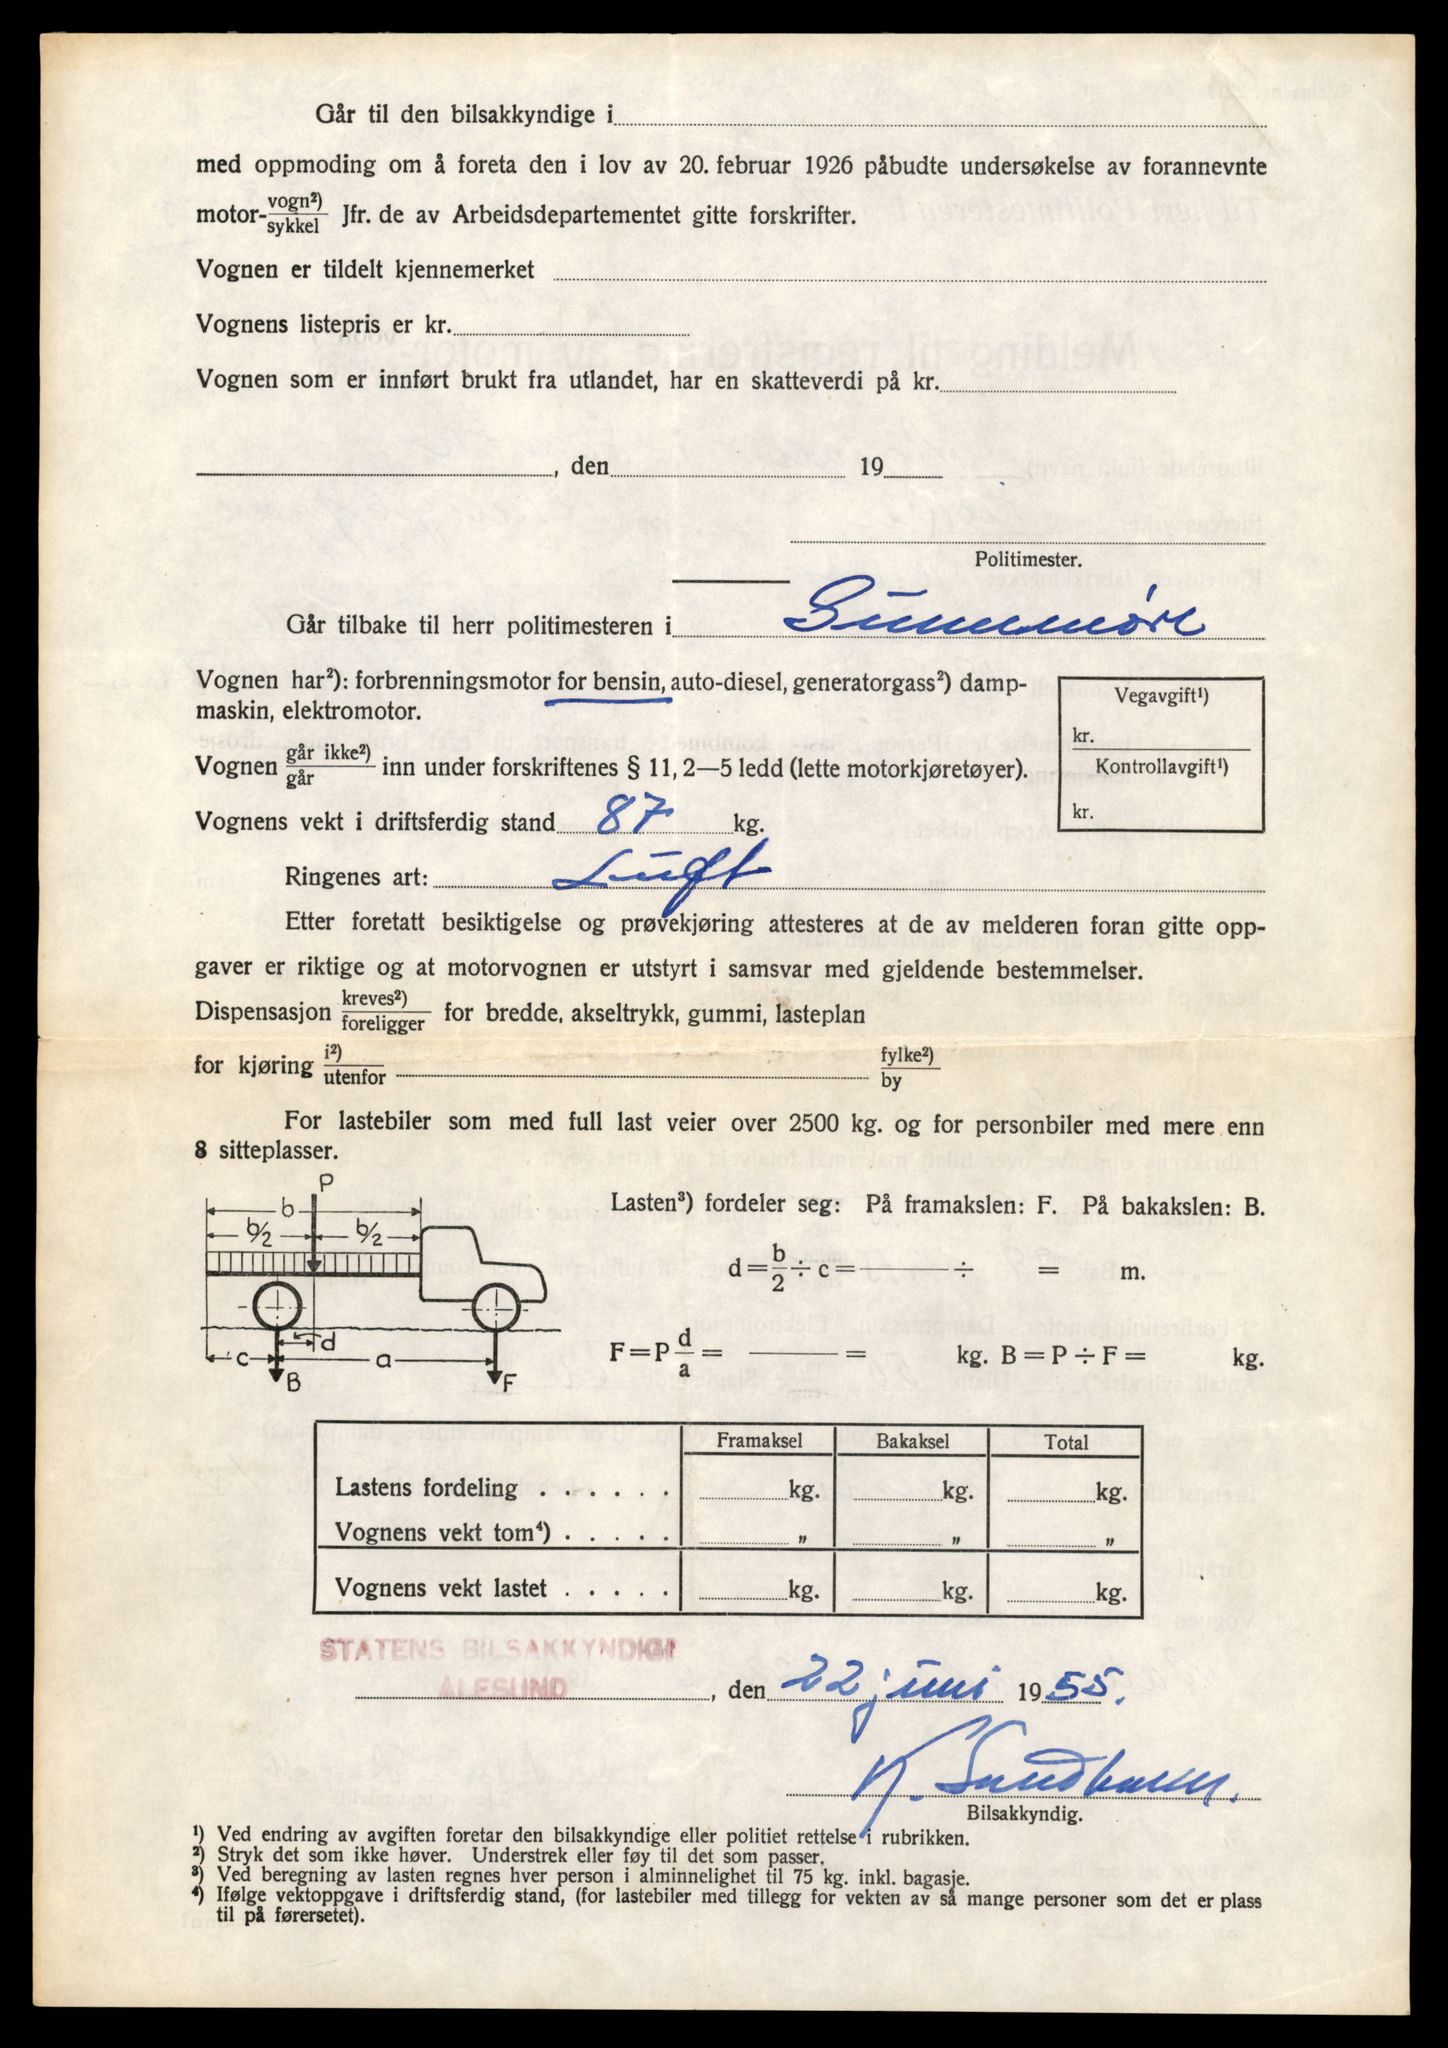 Går til den bilsakkyndige i
med oppmoding om å foreta den i lov av 20. februar 1926 påbudte undersøkelse av forannevnte
motor-vogn²)/sykkel Jfr. de av Arbeidsdepartementet gitte forskrifter.
Vognen er tildelt kjennemerket
Vognens listepris er kr.
Vognen som er innført brukt fra utlandet, har en skatteverdi på kr.
, den 19
Politimester.
Går tilbake til herr politimesteren i Sunnmøre
Vognen har²): forbrenningsmotor for bensin, auto-diesel, generatorgass²) damp-
maskin, elektromotor.
Vegavgift¹)
kr.
Kontrollavgift¹)
kr.
Vognen går ikke²)/går inn under forskriftenes § 11, 2—5 ledd (lette motorkjøretøyer).
Vognens vekt i driftsferdig stand 87 kg.
Ringenes art: Luft
Etter foretatt besiktigelse og prøvekjøring attesteres at de av melderen foran gitte opp-
gaver er riktige og at motorvognen er utstyrt i samsvar med gjeldende bestemmelser.
Dispensasjon kreves²)/foreligger for bredde, akseltrykk, gummi, lasteplan
for kjøring i²)/utenfor fylke²)/by
For lastebiler som med full last veier over 2500 kg. og for personbiler med mere enn
8 sitteplasser.
P
b
b/2 b/2
d
c a
B F
Lasten³) fordeler seg: På framakslen: F. På bakakslen: B.
d = b/2 ÷ c = ÷ = m.
F = P d/a = = kg. B = P ÷ F = kg.
Framaksel Bakaksel Total
Lastens fordeling . . . . . . kg. kg. kg.
Vognens vekt tom⁴) . . . . . „ „ „
Vognens vekt lastet . . . . . kg. kg. kg.
STATENS BILSAKKYNDIGE
ÅLESUND
, den 22 juni 1955.
K. Sundhamn.
Bilsakkyndig.
¹) Ved endring av avgiften foretar den bilsakkyndige eller politiet rettelse i rubrikken.
²) Stryk det som ikke høver. Understrek eller føy til det som passer.
³) Ved beregning av lasten regnes hver person i alminnelighet til 75 kg. inkl. bagasje.
⁴) Ifølge vektoppgave i driftsferdig stand, (for lastebiler med tillegg for vekten av så mange personer som det er plass
til på førersetet).